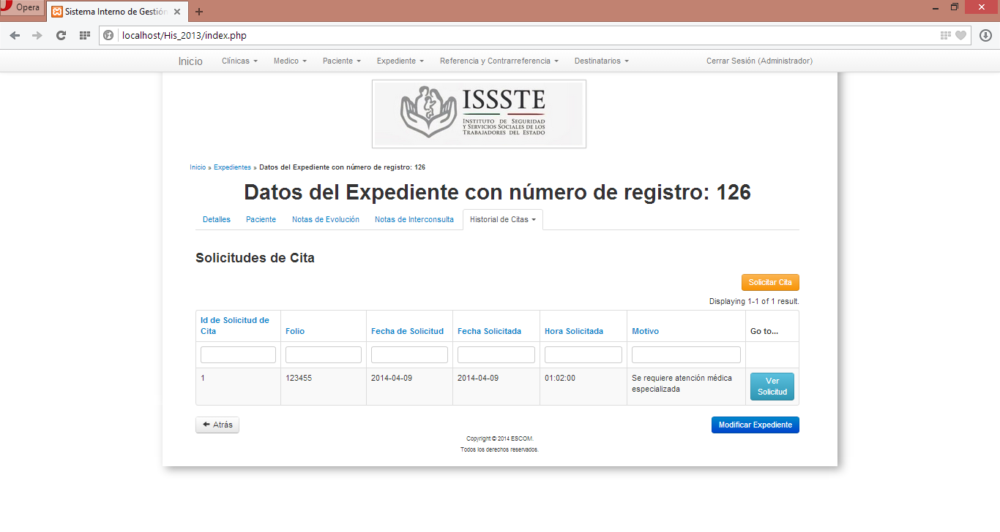 Opera
Sistema Interno de Gestión
localhost/His_2013/index.php
Inicio Clínicas Medico Paciente Expediente Referencia y Contrarreferencia Destinatarios Cerrar Sesión (Administrador)
ISSSTE
INSTITUTO DE SEGURIDAD
Y SERVICIOS SOCIALES DE LOS
TRABAJADORES DEL ESTADO
Inicio » Expedientes » Datos del Expediente con número de registro: 126
Datos del Expediente con número de registro: 126
Detalles Paciente Notas de Evolución Notas de Interconsulta Historial de Citas
Solicitudes de Cita
Solicitar Cita
Displaying 1-1 of 1 result.
Id de Solicitud de
Cita Folio Fecha de Solicitud Fecha Solicitada Hora Solicitada Motivo Go to...
1 123455 2014-04-09 2014-04-09 01:02:00 Se requiere atención médica
especializada
Ver
Solicitud
Atrás Modificar Expediente
Copyright © 2014 ESCOM.
Todos los derechos reservados.